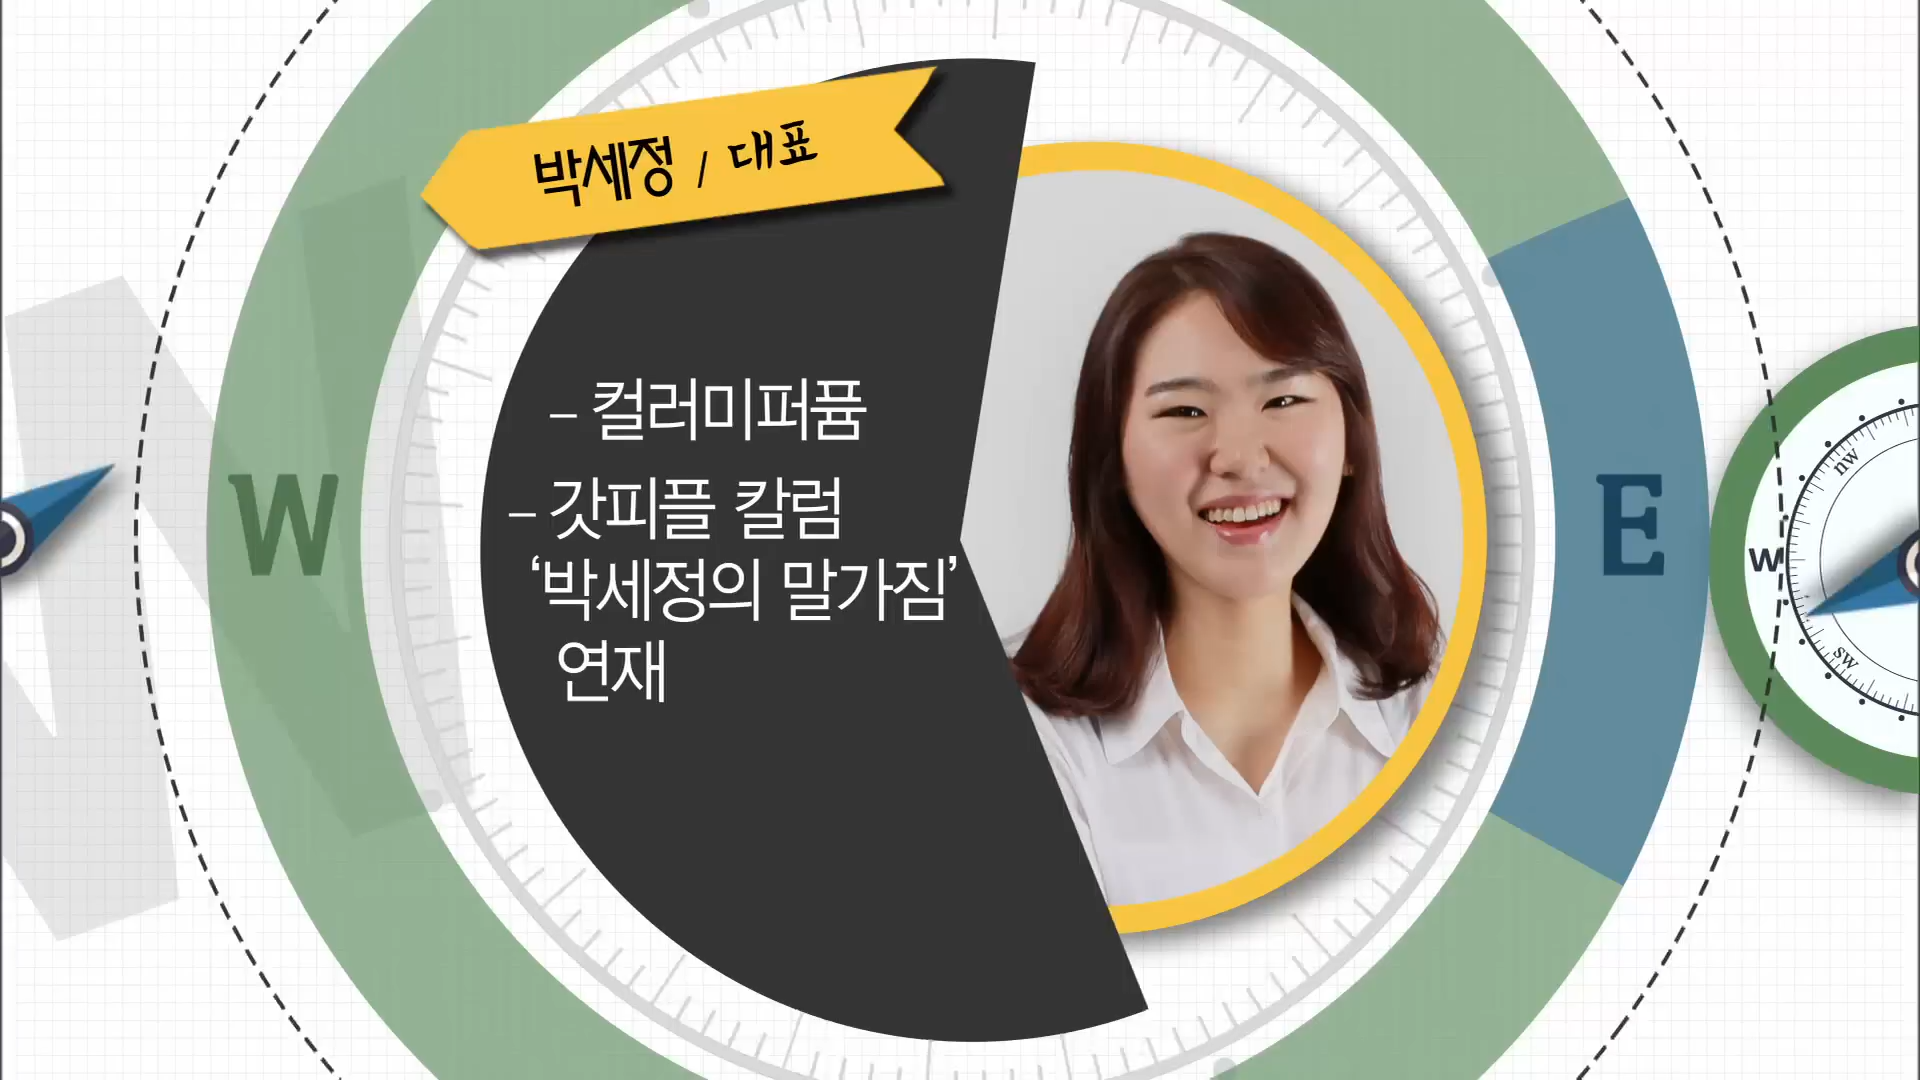 박세정 / 대표
– 컬러미퍼퓸
– 갓피플 칼럼
‘박세정의 말가짐’
연재
W
E
W
nw
sw